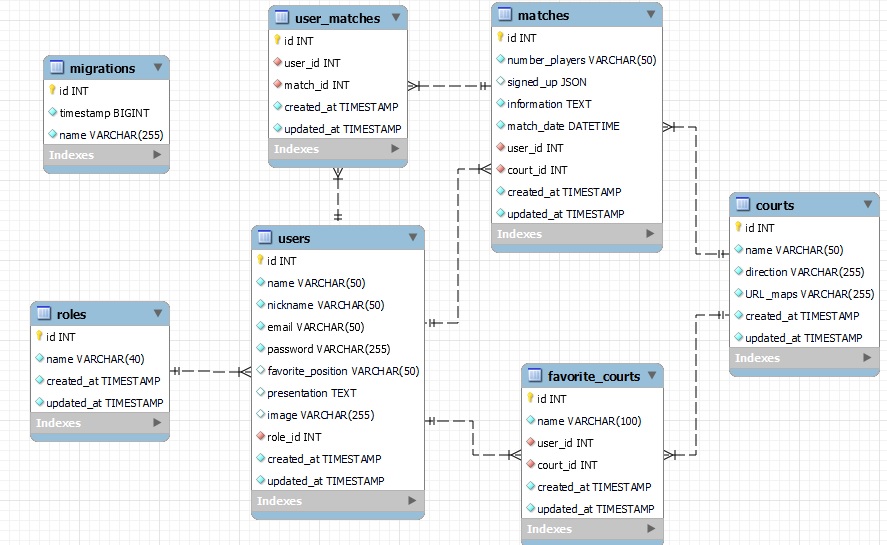 user_matches
id INT
user_id INT
match_id INT
created_at TIMESTAMP
updated_at TIMESTAMP
Indexes
matches
id INT
number_players VARCHAR(50)
signed_up JSON
information TEXT
match_date DATETIME
user_id INT
court_id INT
created_at TIMESTAMP
updated_at TIMESTAMP
Indexes
migrations
id INT
timestamp BIGINT
name VARCHAR(255)
Indexes
courts
id INT
name VARCHAR(50)
direction VARCHAR(255)
URL_maps VARCHAR(255)
created_at TIMESTAMP
updated_at TIMESTAMP
Indexes
users
id INT
name VARCHAR(50)
nickname VARCHAR(50)
email VARCHAR(50)
password VARCHAR(255)
favorite_position VARCHAR(50)
presentation TEXT
image VARCHAR(255)
role_id INT
created_at TIMESTAMP
updated_at TIMESTAMP
Indexes
roles
id INT
name VARCHAR(40)
created_at TIMESTAMP
updated_at TIMESTAMP
Indexes
favorite_courts
id INT
name VARCHAR(100)
user_id INT
court_id INT
created_at TIMESTAMP
updated_at TIMESTAMP
Indexes